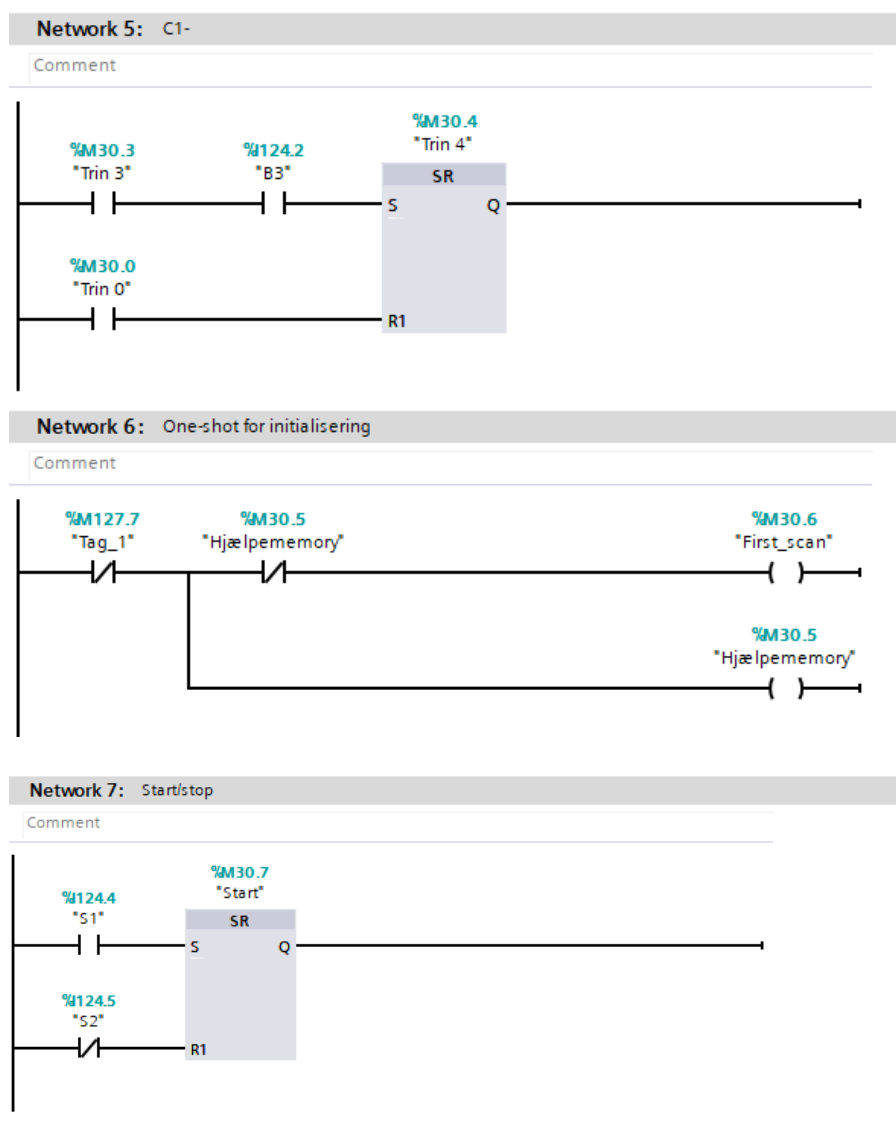 Network 5: C1-
Comment
%M30.4
"Trin 4"
%M30.3 %I124.2
"Trin 3" "B3"
SR
S Q
%M30.0
"Trin 0"
R1
Network 6: One-shot for initialisering
Comment
%M127.7 %M30.5 %M30.6
"Tag_1" "Hjælpememory" "First_scan"
%M30.5
"Hjælpememory"
Network 7: Start/stop
Comment
%M30.7
"Start"
%I124.4
"S1"
SR
S Q
%I124.5
"S2"
R1